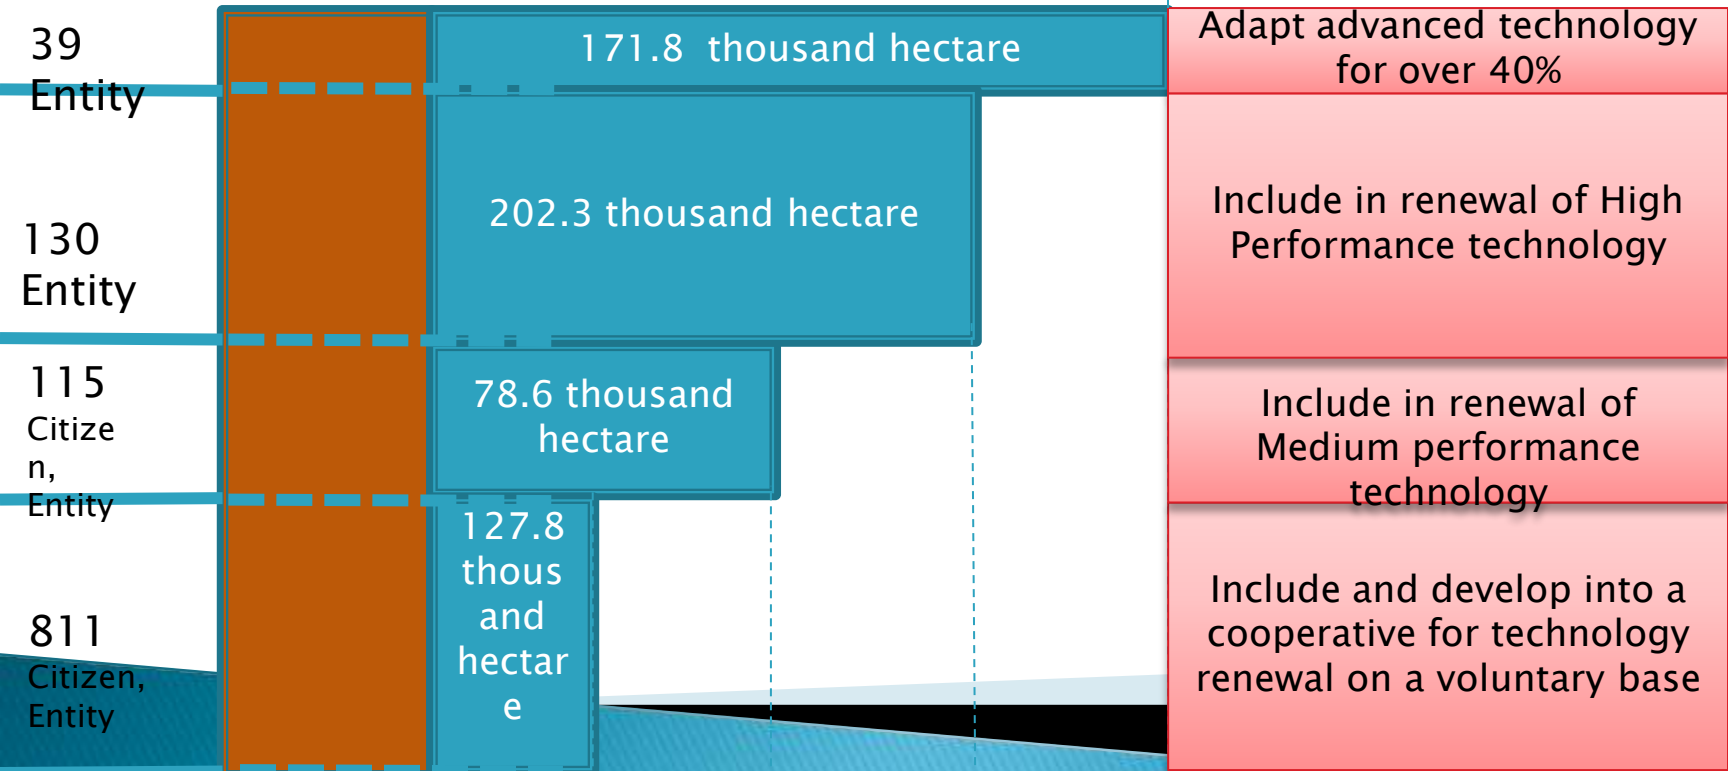 39
Entity
171.8 thousand hectare
Adapt advanced technology
for over 40%
130
Entity
202.3 thousand hectare
Include in renewal of High
Performance technology
115
Citize
n,
Entity
78.6 thousand
hectare
Include in renewal of
Medium performance
technology
811
Citizen,
Entity
127.8
thous
and
hectar
e
Include and develop into a
cooperative for technology
renewal on a voluntary base